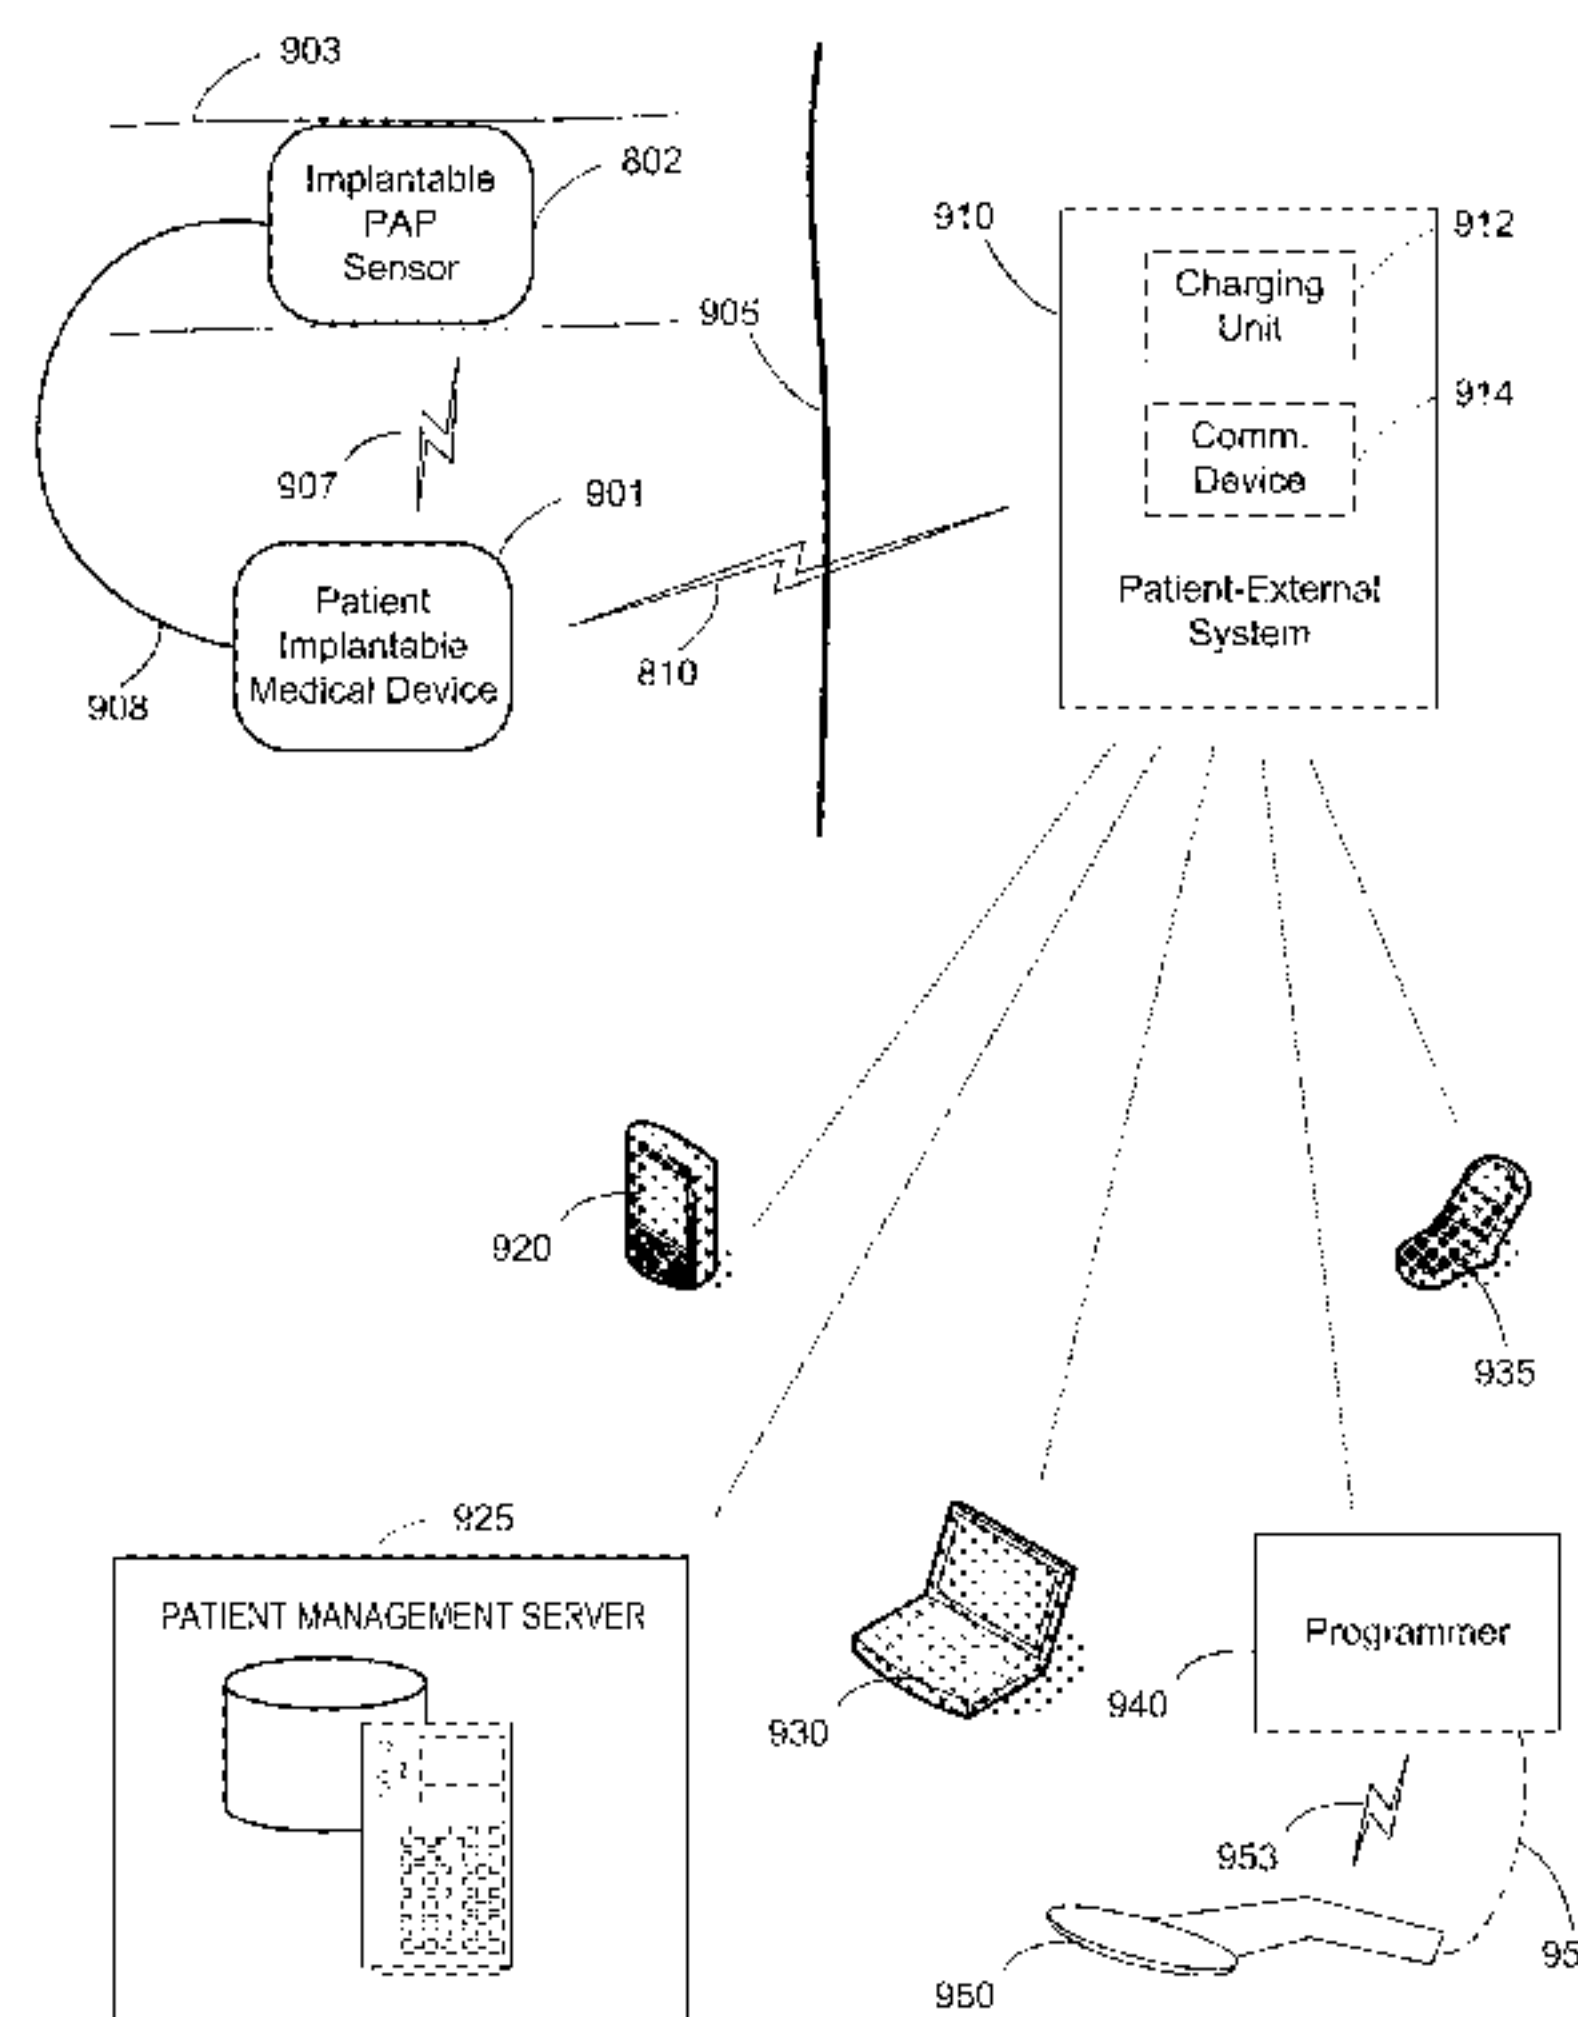 903
802
Implantable
PAP
Sensor
910
912
Charging
Unit
905
914
Comm.
Device
907
901
Patient
Implantable
Medical Device
Patient-External
System
810
908
920
935
925
PATIENT MANAGEMENT SERVER
Programmer
930
940
953
950